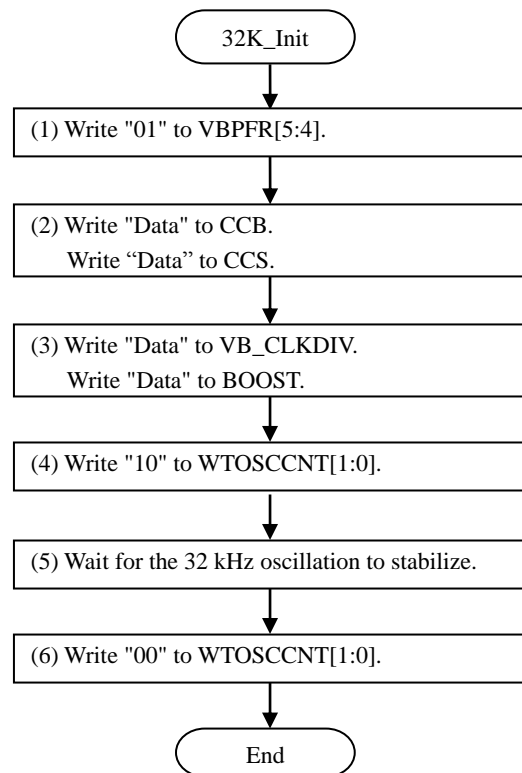 32K_Init
(1) Write "01" to VBPFR[5:4].
(2) Write "Data" to CCB.
Write “Data” to CCS.
(3) Write "Data" to VB_CLKDIV.
Write "Data" to BOOST.
(4) Write "10" to WTOSCCNT[1:0].
(5) Wait for the 32 kHz oscillation to stabilize.
(6) Write "00" to WTOSCCNT[1:0].
End